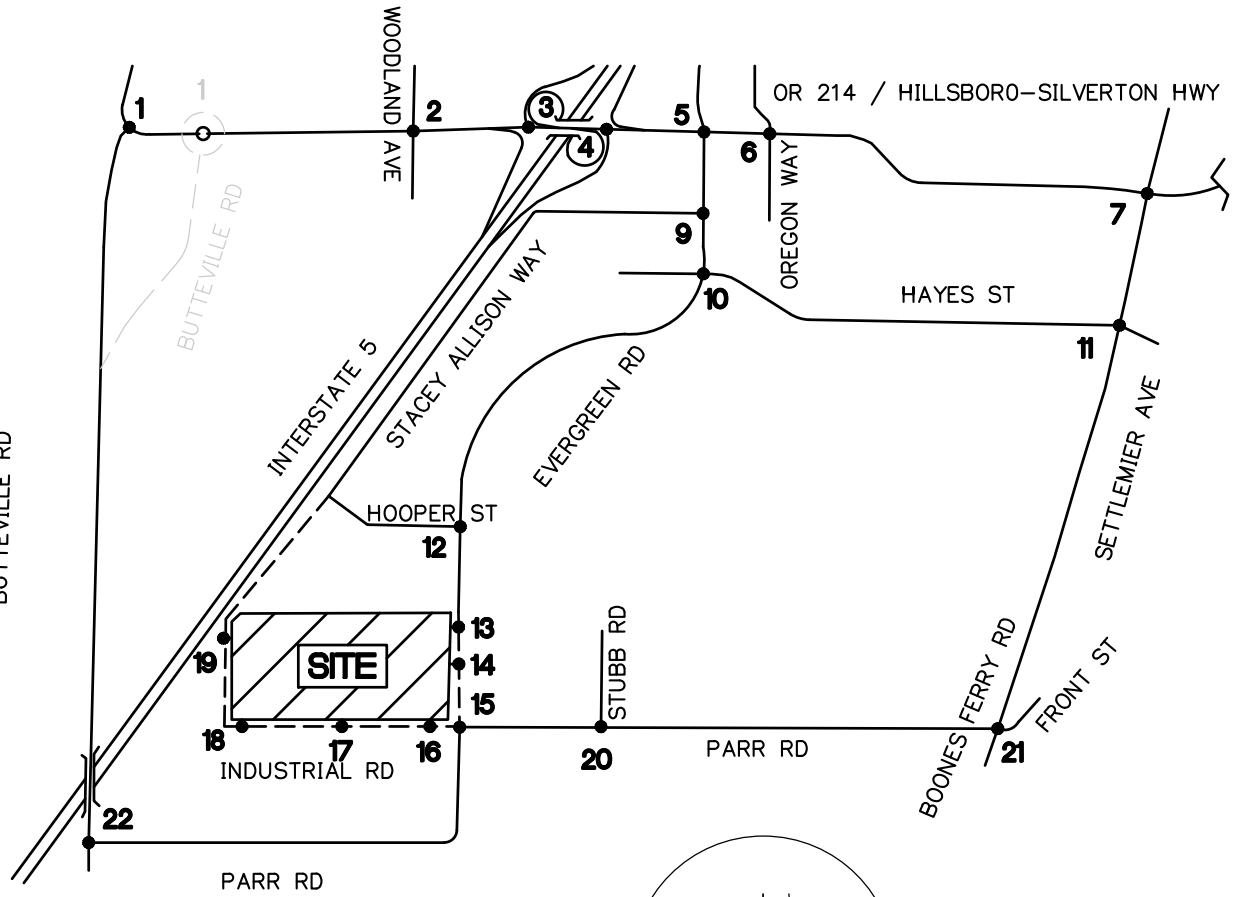 WOODLAND AVE
OR 214 / HILLSBORO-SILVERTON HWY
1
1
2
3
4
5
6
7
BUTTEVILLE RD
OREGON WAY
9
10
HAYES ST
11
INTERSTATE 5
STACEY ALLISON WAY
EVERGREEN RD
SETTLEMIER AVE
BUTTEVILLE RD
HOOPER ST
12
13
SITE
14
19
15
STUBB RD
BOONES FERRY RD
FRONT ST
18
17
16
20
PARR RD
21
INDUSTRIAL RD
22
PARR RD